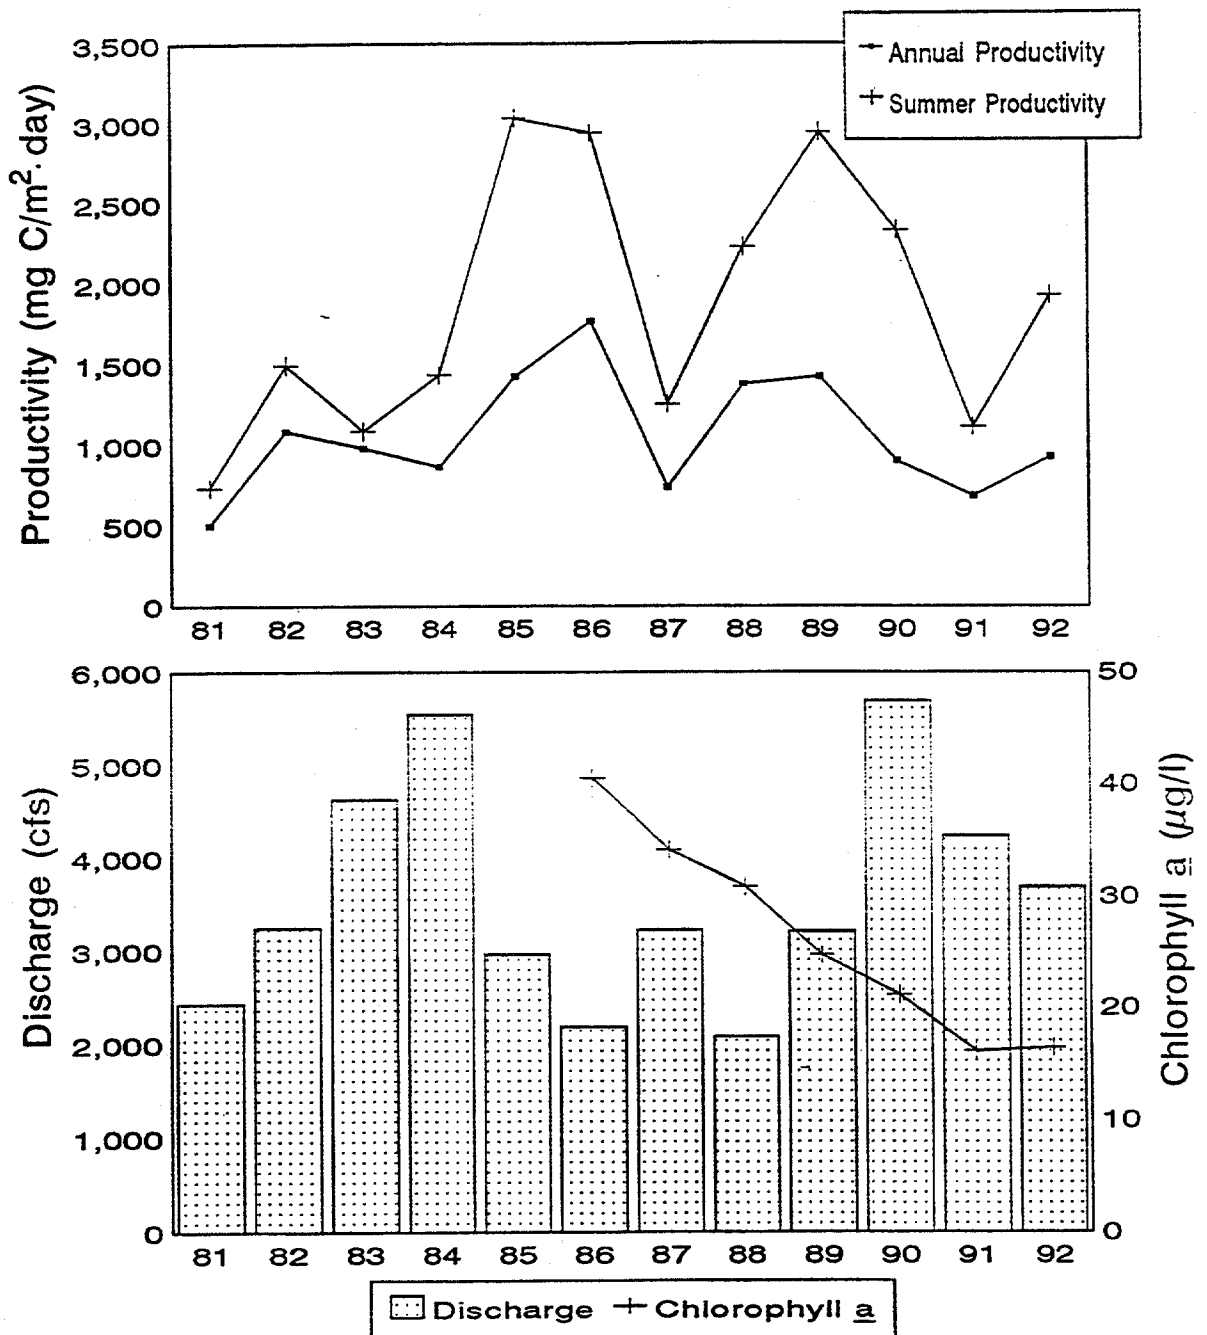 Annual Productivity
Summer Productivity
Productivity (mg C/m²·day)
3,500
3,000
2,500
2,000
1,500
1,000
500
0
81 82 83 84 85 86 87 88 89 90 91 92
Discharge (cfs)
6,000
5,000
4,000
3,000
2,000
1,000
0
Chlorophyll a (μg/l)
50
40
30
20
10
0
81 82 83 84 85 86 87 88 89 90 91 92
Discharge Chlorophyll a